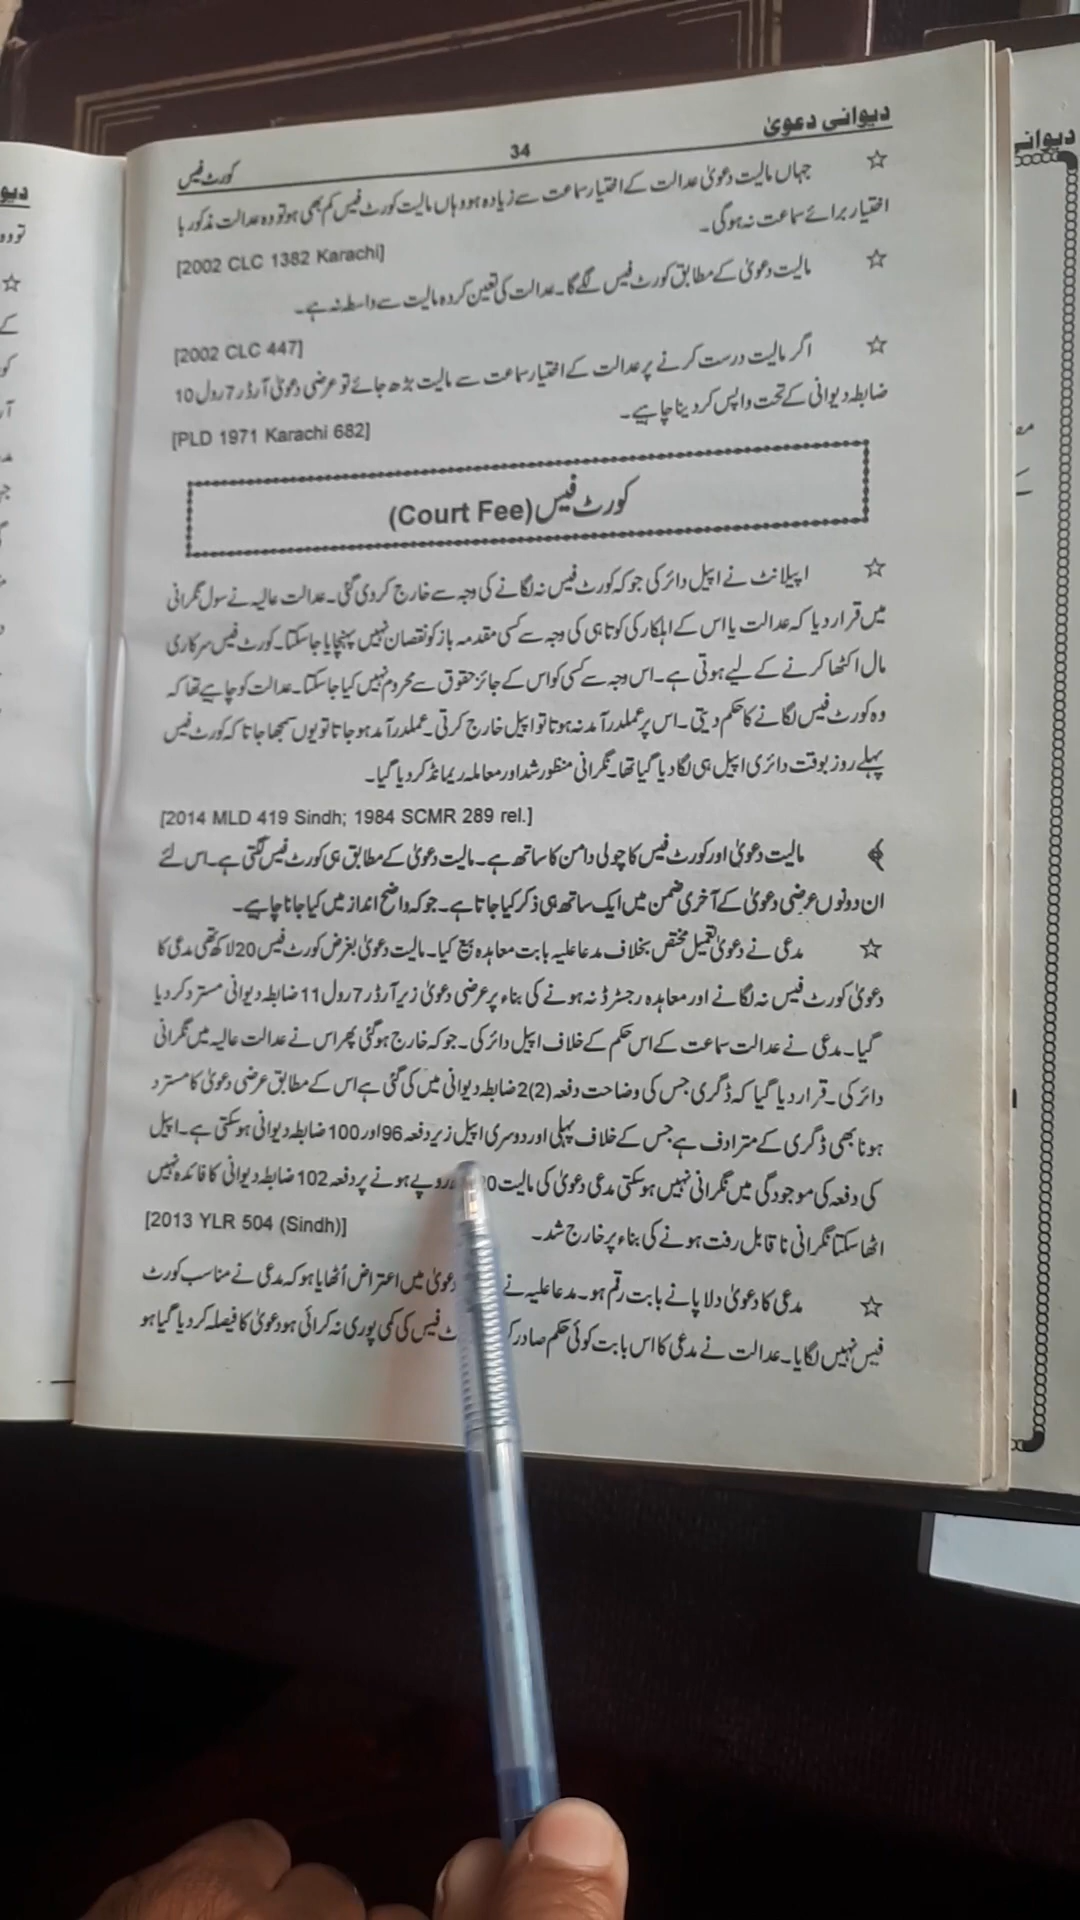 دیوانی دعویٰ
34
کورٹ فیس
☆ جہاں مالیت دعویٰ عدالت کے اختیار سماعت سے زیادہ ہو وہاں مالیت کورٹ فیس کم بھی ہو تو وہ عدالت مذکور با
اختیار برائے سماعت نہ ہوگی۔
[2002 CLC 1382 Karachi]
☆ مالیت دعویٰ کے مطابق کورٹ فیس لگے گا۔ عدالت کی تعین کردہ مالیت سے واسطہ نہ ہے۔
[2002 CLC 447]
☆ اگر مالیت درست کرنے پر عدالت کے اختیار سماعت سے مالیت بڑھ جائے تو عرضی دعویٰ آرڈر 7 رول 10
ضابطہ دیوانی کے تحت واپس کر دینا چاہیے۔
[PLD 1971 Karachi 682]
کورٹ فیس (Court Fee)
☆ اپیلانٹ نے اپیل دائر کی جو کہ کورٹ فیس نہ لگانے کی وجہ سے خارج کر دی گئی۔ عدالت عالیہ نے سول نگرانی
میں قرار دیا کہ عدالت یا اس کے اہلکار کی کوتاہی کی وجہ سے کسی مقدمہ باز کو نقصان نہیں پہنچایا جا سکتا۔ کورٹ فیس سرکاری
مال اکٹھا کرنے کے لیے ہوتی ہے۔ اس وجہ سے کسی کو اس کے جائز حقوق سے محروم نہیں کیا جا سکتا۔ عدالت کو چاہیے تھا کہ
وہ کورٹ فیس لگانے کا حکم دیتی۔ اس پر عملدرآمد نہ ہوتا تو اپیل خارج کرتی۔ عملدرآمد ہو جاتا تو یوں سمجھا جاتا کہ کورٹ فیس
پہلے روز بوقت دائری اپیل ہی لگا دیا گیا تھا۔ نگرانی منظور شد اور معاملہ ریمانڈ کر دیا گیا۔
[2014 MLD 419 Sindh; 1984 SCMR 289 rel.]
مالیت دعویٰ اور کورٹ فیس کا چولی دامن کا ساتھ ہے۔ مالیت دعویٰ کے مطابق ہی کورٹ فیس لگتی ہے۔ اس لئے
ان دونوں عرضی دعویٰ کے آخری ضمن میں ایک ساتھ ہی ذکر کیا جاتا ہے۔ جو کہ واضح انداز میں کیا جانا چاہیے۔
☆ مدعی نے دعویٰ تعمیل مختص بخلاف مدعا علیہ بابت معاہدہ بیع کیا۔ مالیت دعویٰ بغرض کورٹ فیس 20 لاکھ تھی مدعی کا
دعویٰ کورٹ فیس نہ لگانے اور معاہدہ رجسٹرڈ نہ ہونے کی بناء پر عرضی دعویٰ زیر آرڈر 7 رول 11 ضابطہ دیوانی مسترد کر دیا
گیا۔ مدعی نے عدالت سماعت کے اس حکم کے خلاف اپیل دائر کی۔ جو کہ خارج ہو گئی پھر اس نے عدالت عالیہ میں نگرانی
دائر کی۔ قرار دیا گیا کہ ڈگری جس کی وضاحت دفعہ 2(2) ضابطہ دیوانی میں کی گئی ہے اس کے مطابق عرضی دعویٰ کا مسترد
ہونا بھی ڈگری کے مترادف ہے جس کے خلاف پہلی اور دوسری اپیل زیر دفعہ 96 اور 100 ضابطہ دیوانی ہو سکتی ہے۔ اپیل
کی دفعہ کی موجودگی میں نگرانی نہیں ہو سکتی مدعی دعویٰ کی مالیت روپے ہونے پر دفعہ 102 ضابطہ دیوانی کا فائدہ نہیں
اٹھا سکتا نگرانی نا قابل رفت ہونے کی بناء پر خارج شد۔
[2013 YLR 504 (Sindh)]
☆ مدعی کا دعویٰ دلا پانے بابت رقم ہو۔ مدعا علیہ نے دعویٰ میں اعتراض اُٹھایا ہو کہ مدعی نے مناسب کورٹ
فیس نہیں لگایا۔ عدالت نے مدعی کا اس بابت کوئی حکم صادر فیس کی کمی پوری نہ کرائی ہو دعویٰ کا فیصلہ کر دیا گیا ہو